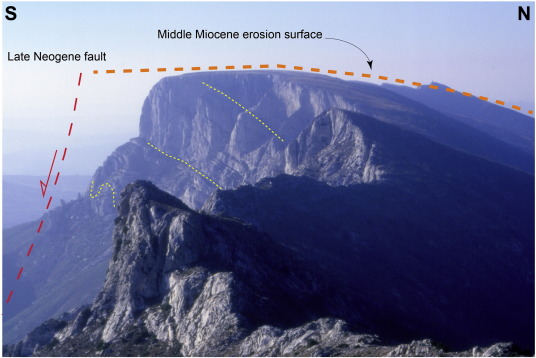 S
N
Middle Miocene erosion surface
Late Neogene fault